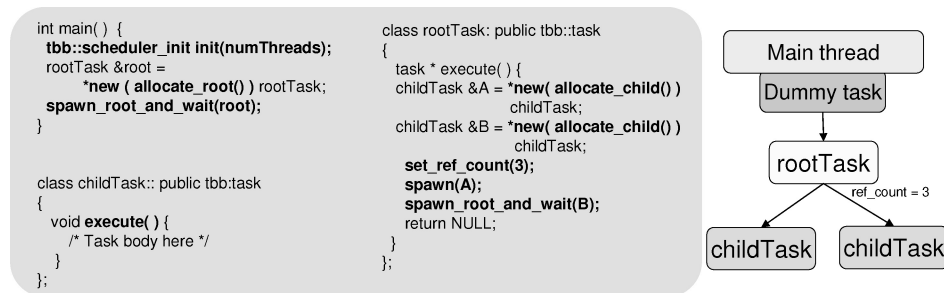 int main( )  {
tbb::scheduler_init init(numThreads);
rootTask &root =
*new ( allocate_root() ) rootTask;
spawn_root_and_wait(root);
}
class childTask:: public tbb:task
{
void execute( ) {
/* Task body here */
}
};
class rootTask: public tbb::task
{
task * execute( ) {
childTask &A = *new( allocate_child() )
childTask;
childTask &B = *new( allocate_child() )
childTask;
set_ref_count(3);
spawn(A);
spawn_root_and_wait(B);
return NULL;
}
};
Main thread
Dummy task
rootTask
ref_count = 3
childTask
childTask